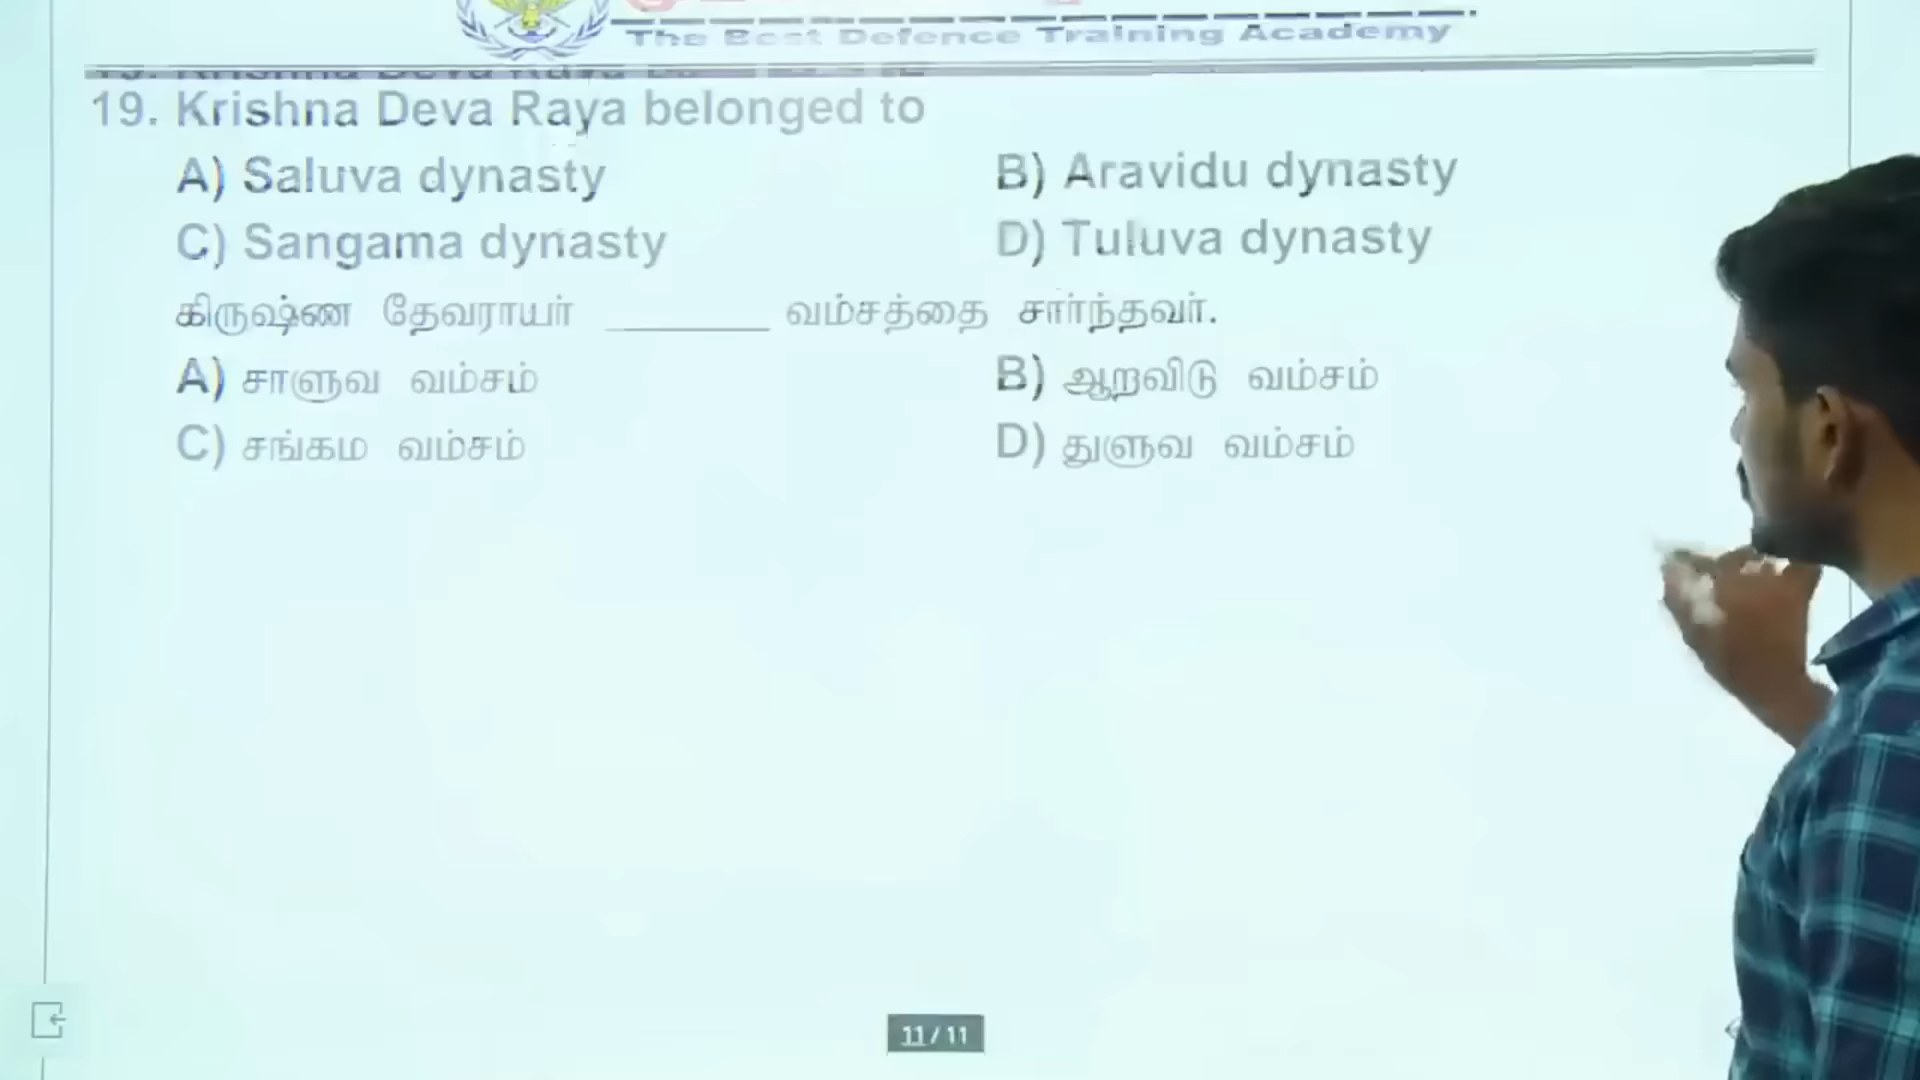 The Best Defence Training Academy
19. Krishna Deva Raya belonged to
A) Saluva dynasty
B) Aravidu dynasty
C) Sangama dynasty
D) Tuluva dynasty
கிருஷ்ண தேவராயர் ________ வம்சத்தை சார்ந்தவர்.
A) சாளுவ வம்சம்
B) ஆறவிடு வம்சம்
C) சங்கம வம்சம்
D) துளுவ வம்சம்
11 / 11